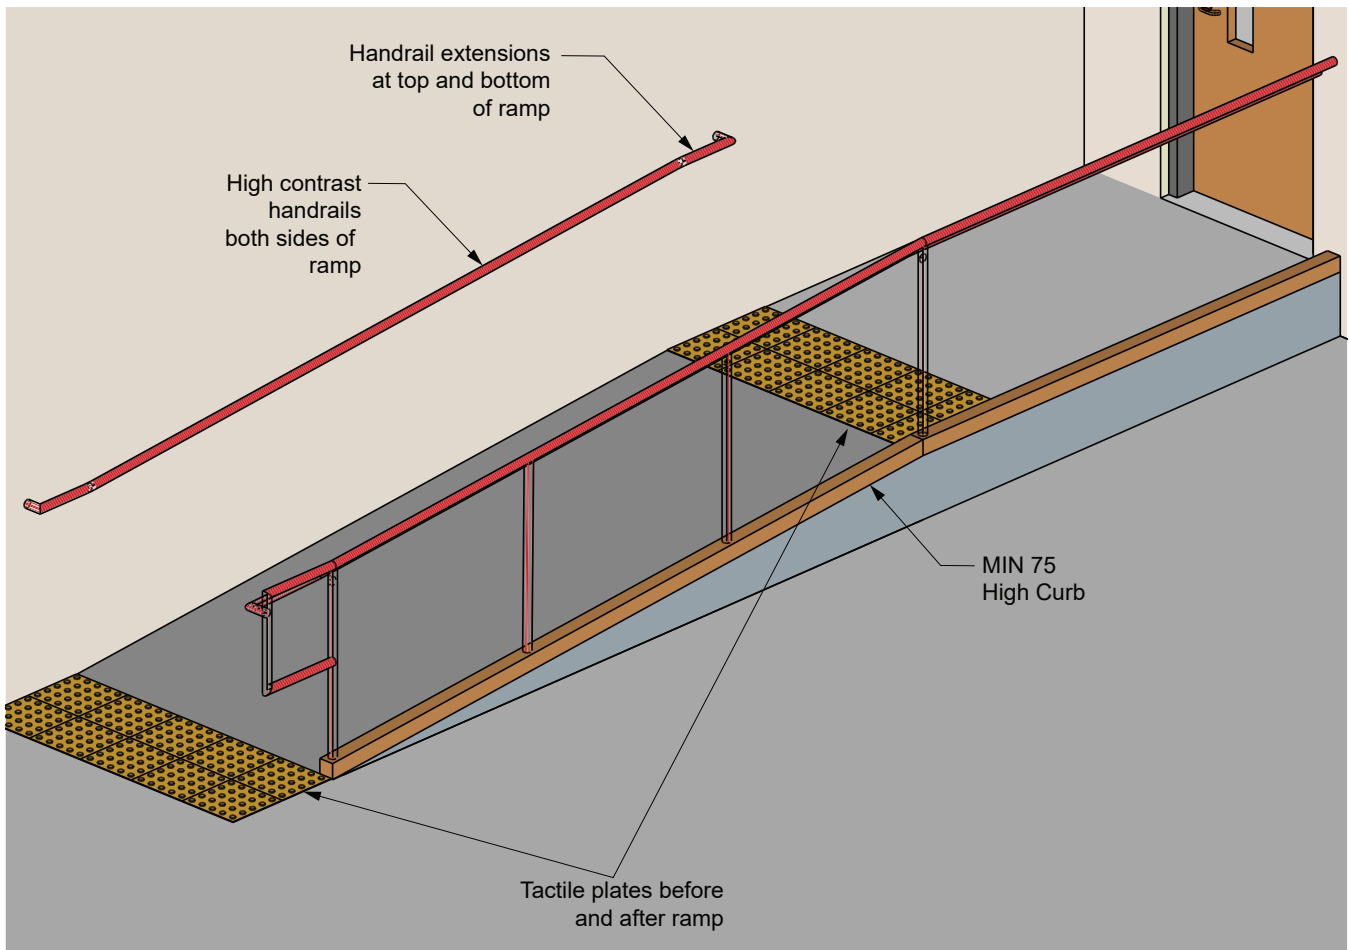 Handrail extensions
at top and bottom
of ramp
High contrast
handrails
both sides of
ramp
MIN 75
High Curb
Tactile plates before
and after ramp